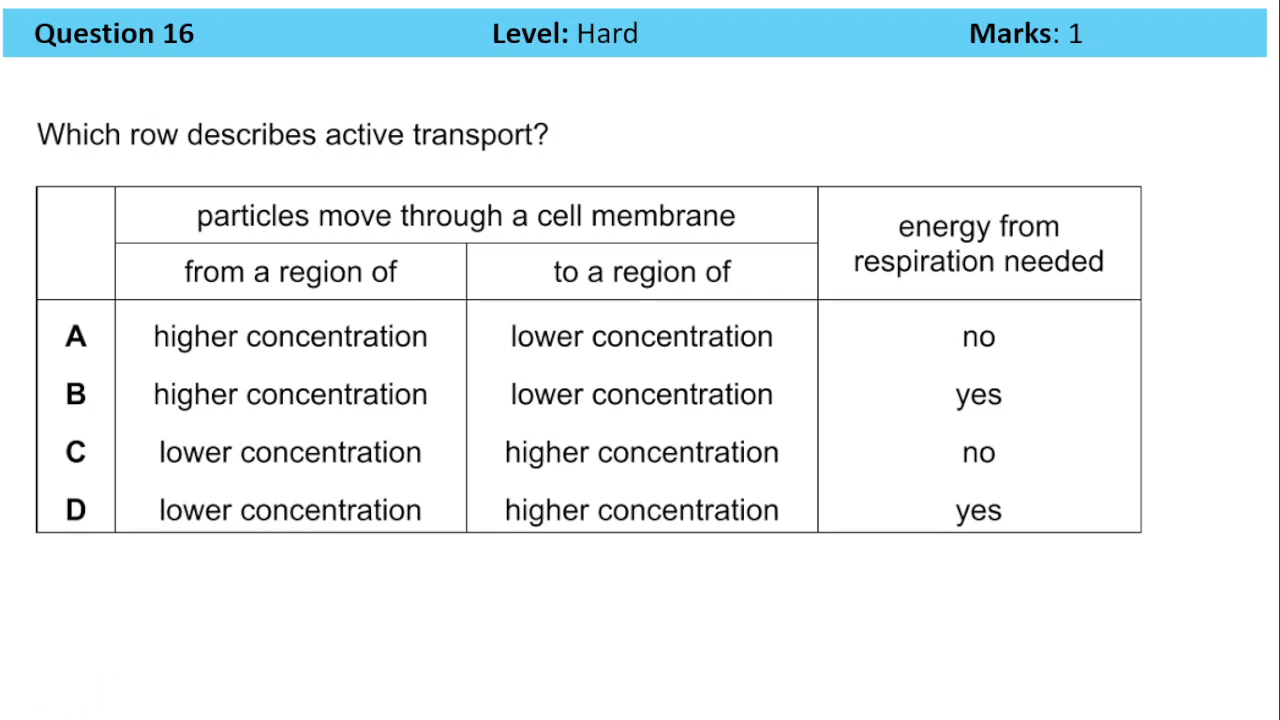 Question 16 Level: Hard Marks: 1
Which row describes active transport?
particles move through a cell membrane
energy from
respiration needed
from a region of to a region of
A higher concentration lower concentration no
B higher concentration lower concentration yes
C lower concentration higher concentration no
D lower concentration higher concentration yes